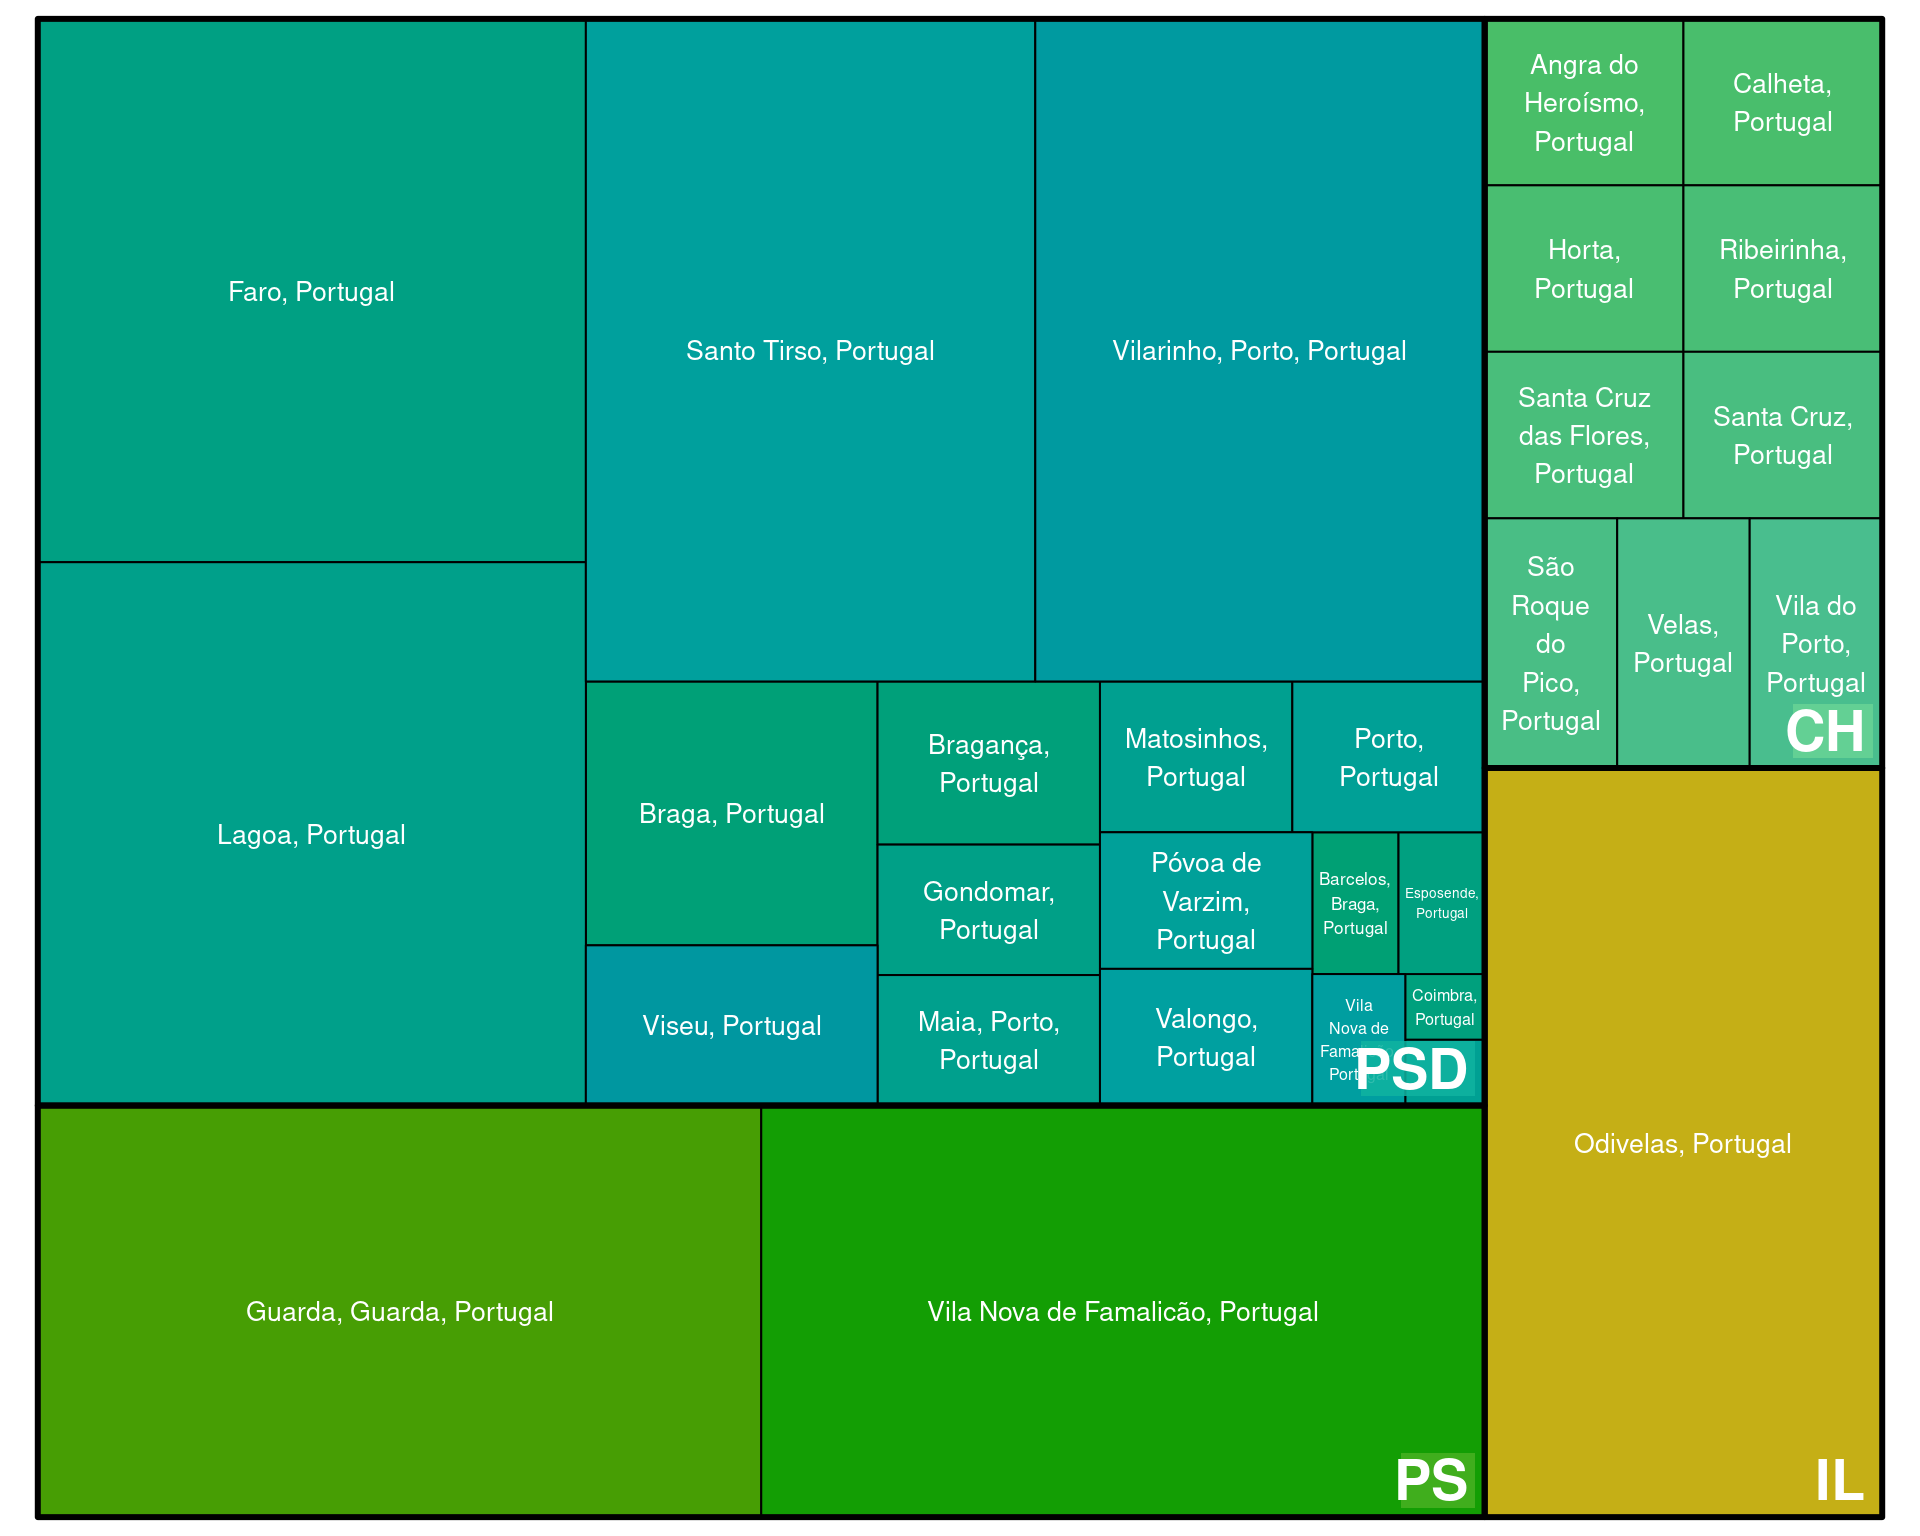 Faro, Portugal
Lagoa, Portugal
Santo Tirso, Portugal
Vilarinho, Porto, Portugal
Braga, Portugal
Viseu, Portugal
Bragança,
Portugal
Gondomar,
Portugal
Maia, Porto,
Portugal
Matosinhos,
Portugal
Porto,
Portugal
Póvoa de
Varzim,
Portugal
Valongo,
Portugal
Barcelos,
Braga,
Portugal
Esposende,
Portugal
Vila
Nova de
Coimbra,
Portugal
PSD
Guarda, Guarda, Portugal
Vila Nova de Famalicão, Portugal
PS
Angra do
Heroísmo,
Portugal
Calheta,
Portugal
Horta,
Portugal
Ribeirinha,
Portugal
Santa Cruz
das Flores,
Portugal
Santa Cruz,
Portugal
São
Roque
do
Pico,
Portugal
Velas,
Portugal
Vila do
Porto,
Portugal
CH
Odivelas, Portugal
IL